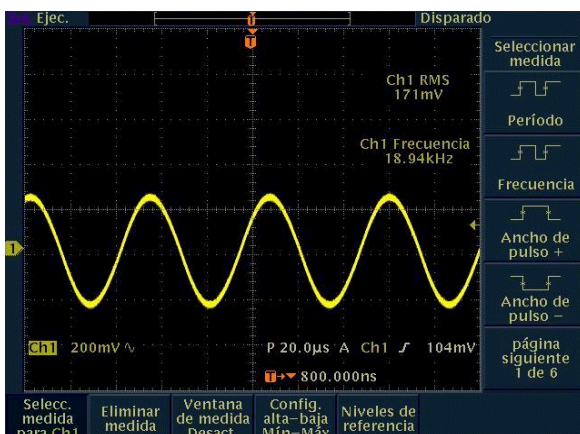 Ejec.
Disparado
T
Ch1 RMS
171mV
Ch1 Frecuencia
18.94kHz
1
Ch1 200mV
P 20.0µs A Ch1 104mV
T 800.000ns
Seleccionar
medida
Período
Frecuencia
Ancho de
pulso +
Ancho de
pulso −
página
siguiente
1 de 6
Selecc.
medida
para Ch1
Eliminar
medida
Ventana
de medida
Desact.
Config.
alta-baja
Mín-Máx
Niveles de
referencia